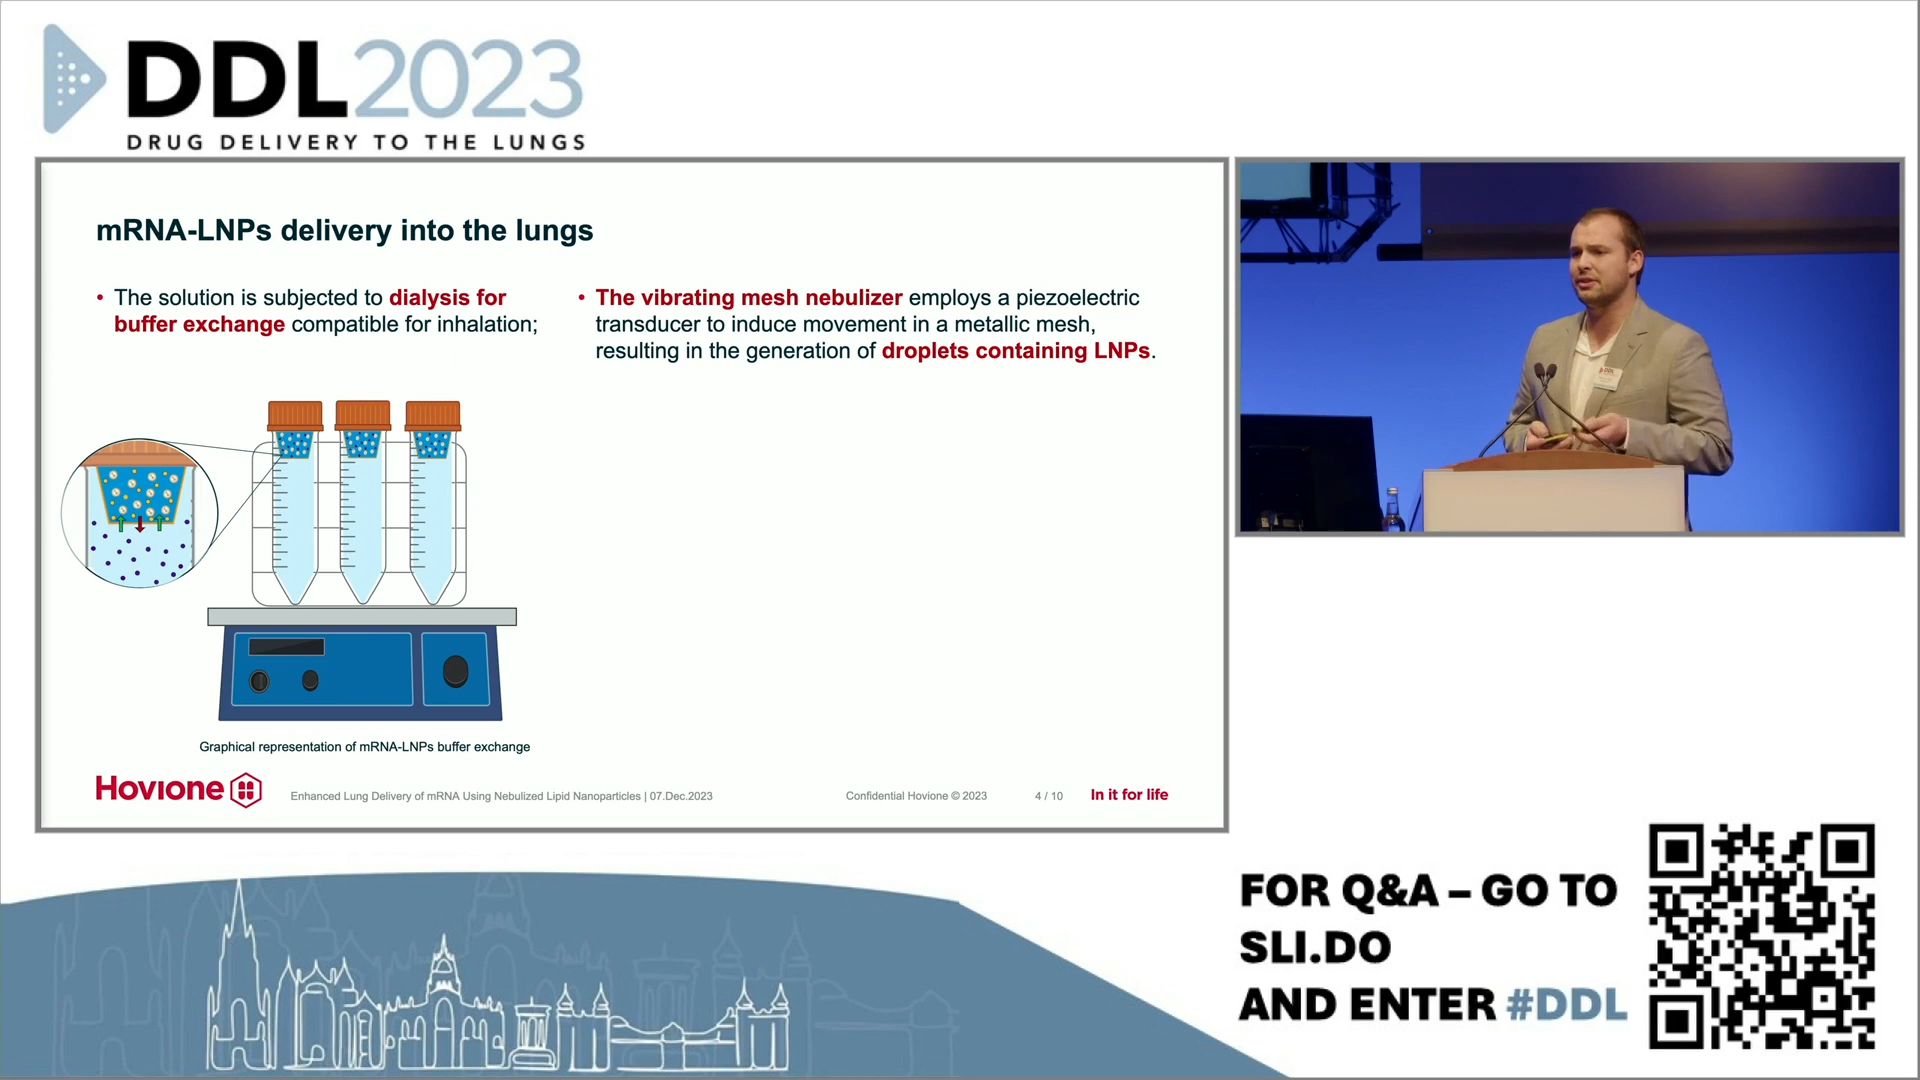 DDL2023
DRUG DELIVERY TO THE LUNGS
mRNA-LNPs delivery into the lungs
• The solution is subjected to dialysis for
buffer exchange compatible for inhalation;
• The vibrating mesh nebulizer employs a piezoelectric
transducer to induce movement in a metallic mesh,
resulting in the generation of droplets containing LNPs.
Graphical representation of mRNA-LNPs buffer exchange
Hovione
Enhanced Lung Delivery of mRNA Using Nebulized Lipid Nanoparticles | 07.Dec.2023
Confidential Hovione © 2023
4 / 10
In it for life
DDL
FOR Q&A – GO TO
SLI.DO
AND ENTER #DDL